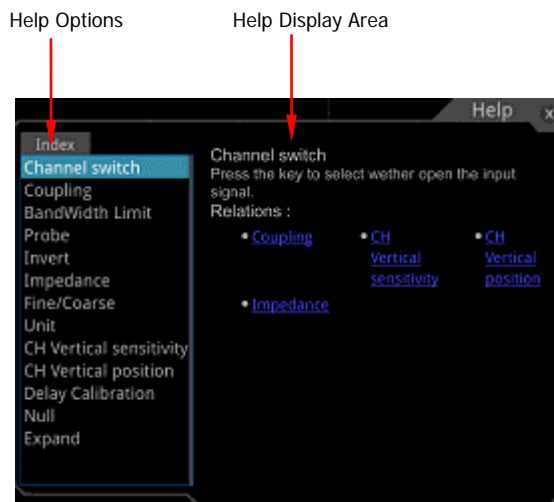 Help Options
Help Display Area
Help
x
Index
Channel switch
Coupling
BandWidth Limit
Probe
Invert
Impedance
Fine/Coarse
Unit
CH Vertical sensitivity
CH Vertical position
Delay Calibration
Null
Expand
Channel switch
Press the key to select wether open the input
signal.
Relations :
• Coupling
• CH
Vertical
sensitivity
• CH
Vertical
position
• Impedance